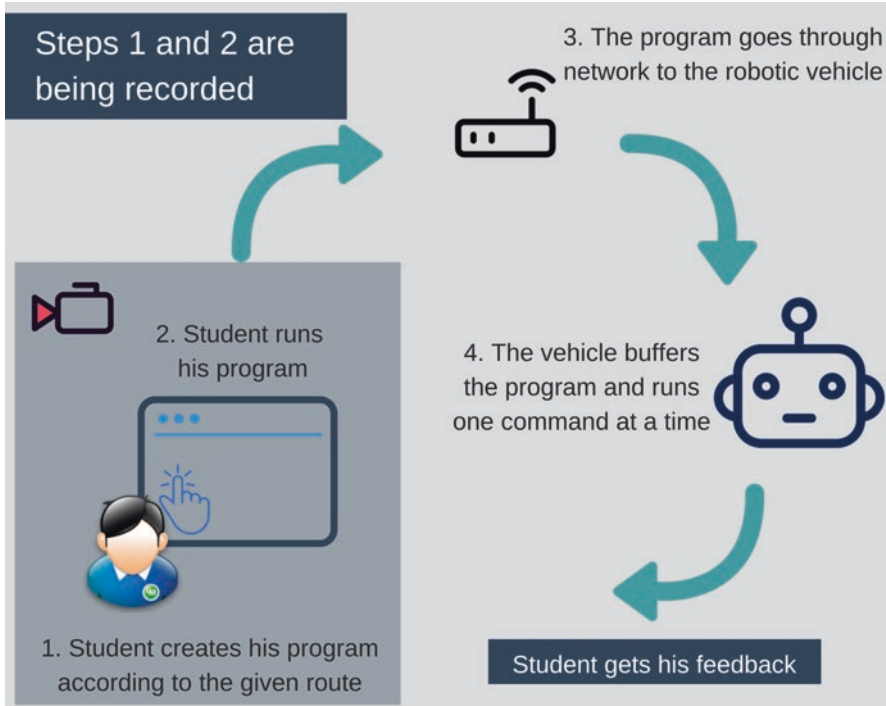 Steps 1 and 2 are
being recorded
3. The program goes through
network to the robotic vehicle
2. Student runs
his program
4. The vehicle buffers
the program and runs
one command at a time
1. Student creates his program
according to the given route
Student gets his feedback